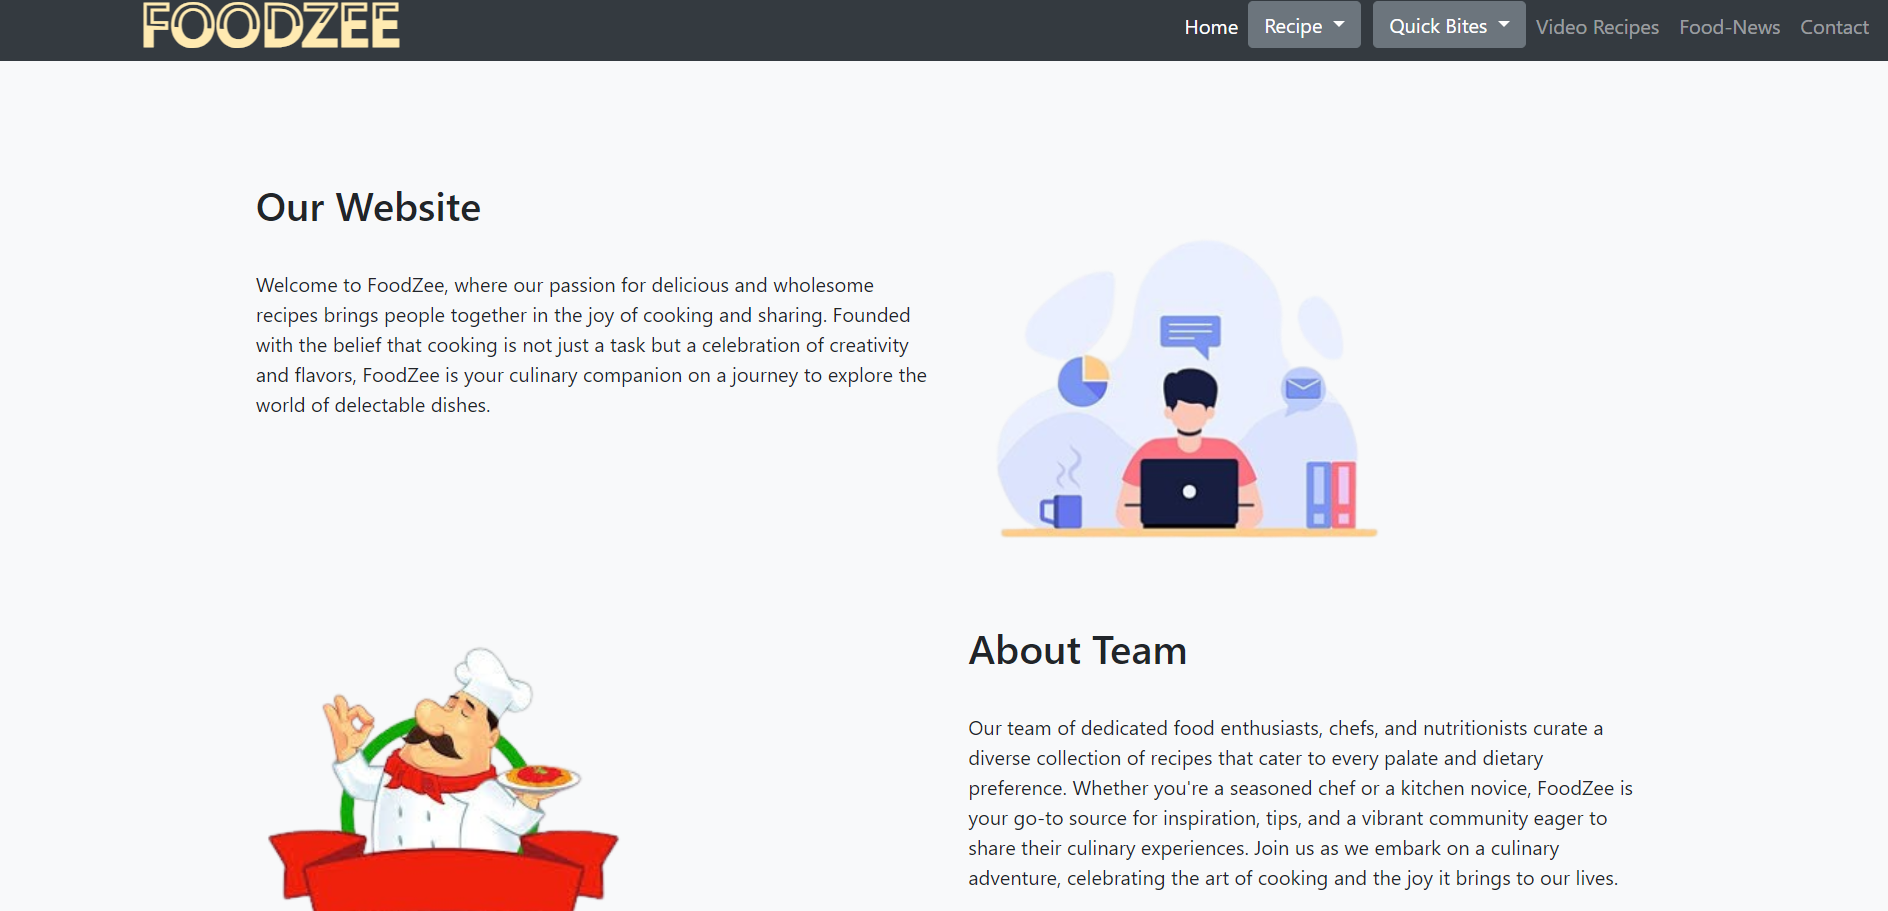 FOODZEE
Home Recipe Quick Bites Video Recipes Food-News Contact
Our Website
Welcome to FoodZee, where our passion for delicious and wholesome
recipes brings people together in the joy of cooking and sharing. Founded
with the belief that cooking is not just a task but a celebration of creativity
and flavors, FoodZee is your culinary companion on a journey to explore the
world of delectable dishes.
About Team
Our team of dedicated food enthusiasts, chefs, and nutritionists curate a
diverse collection of recipes that cater to every palate and dietary
preference. Whether you're a seasoned chef or a kitchen novice, FoodZee is
your go-to source for inspiration, tips, and a vibrant community eager to
share their culinary experiences. Join us as we embark on a culinary
adventure, celebrating the art of cooking and the joy it brings to our lives.